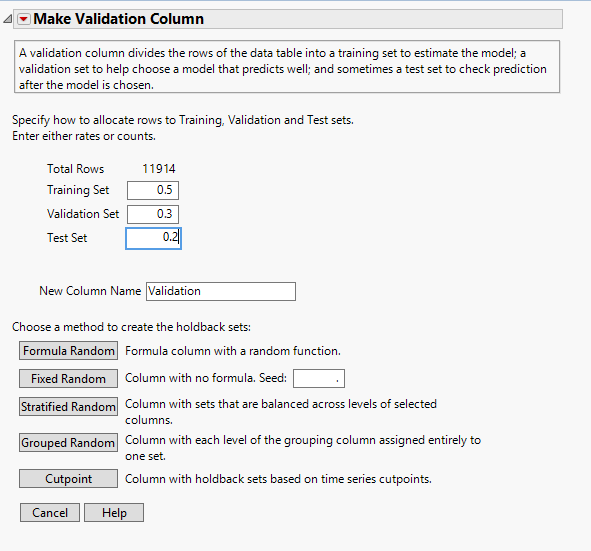 Make Validation Column
A validation column divides the rows of the data table into a training set to estimate the model; a
validation set to help choose a model that predicts well; and sometimes a test set to check prediction
after the model is chosen.
Specify how to allocate rows to Training, Validation and Test sets.
Enter either rates or counts.
Total Rows 11914
Training Set 0.5
Validation Set 0.3
Test Set 0.2
New Column Name Validation
Choose a method to create the holdback sets:
Formula Random Formula column with a random function.
Fixed Random Column with no formula. Seed: .
Stratified Random Column with sets that are balanced across levels of selected
columns.
Grouped Random Column with each level of the grouping column assigned entirely to
one set.
Cutpoint Column with holdback sets based on time series cutpoints.
Cancel Help